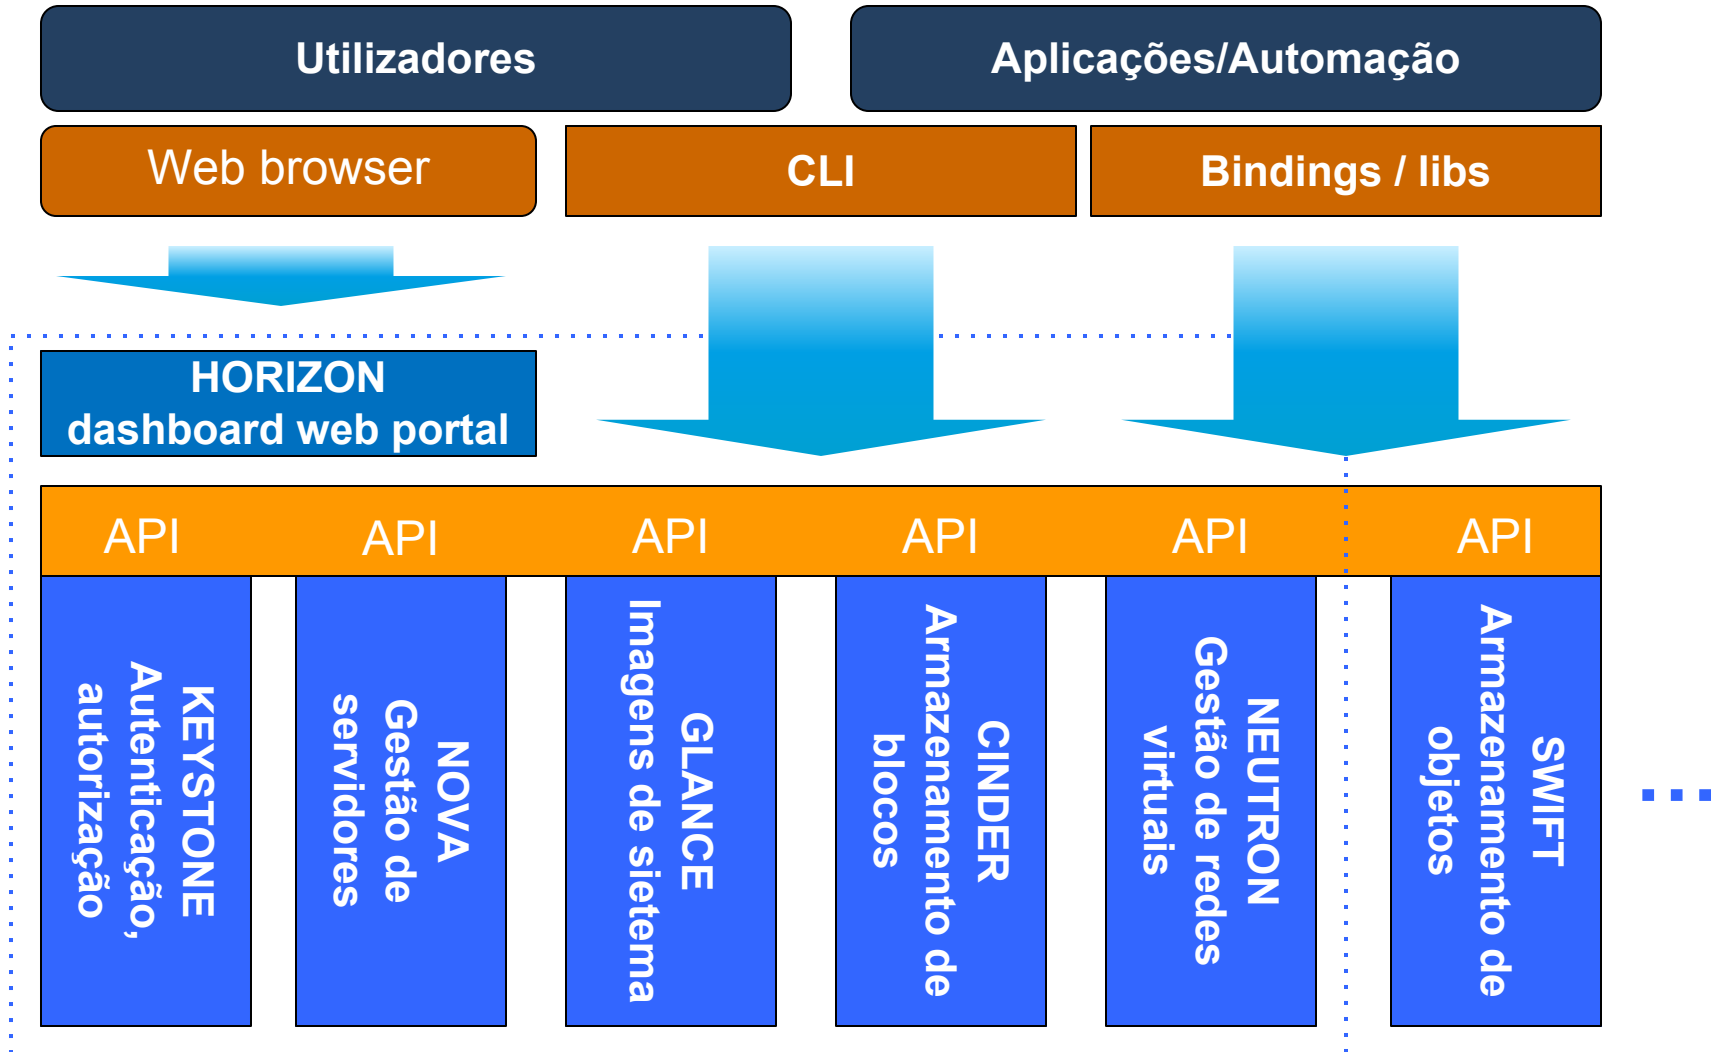 Utilizadores
Aplicações/Automação
Web browser
CLI
Bindings / libs
HORIZON
dashboard web portal
API
API
API
API
API
API
KEYSTONE
Autenticação,
autorização
NOVA
Gestão de
servidores
GLANCE
Imagens de sietema
CINDER
Armazenamento de
blocos
NEUTRON
Gestão de redes
virtuais
SWIFT
Armazenamento de
objetos
...